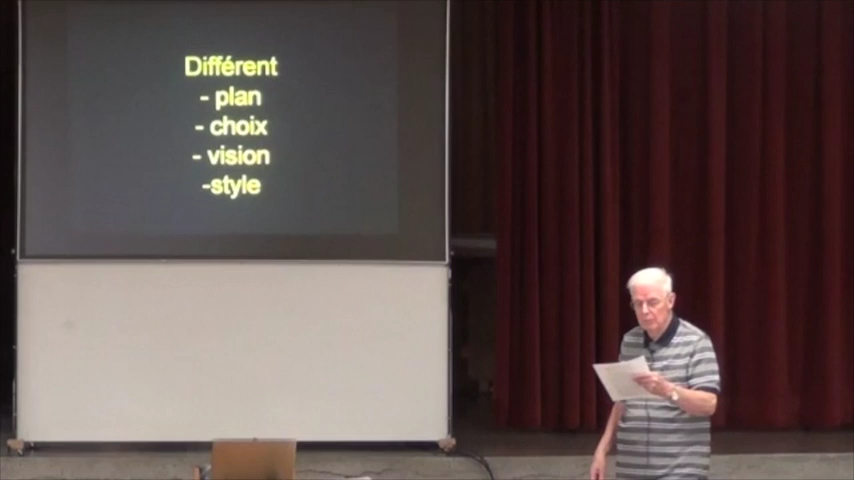 Différent
- plan
- choix
- vision
-style